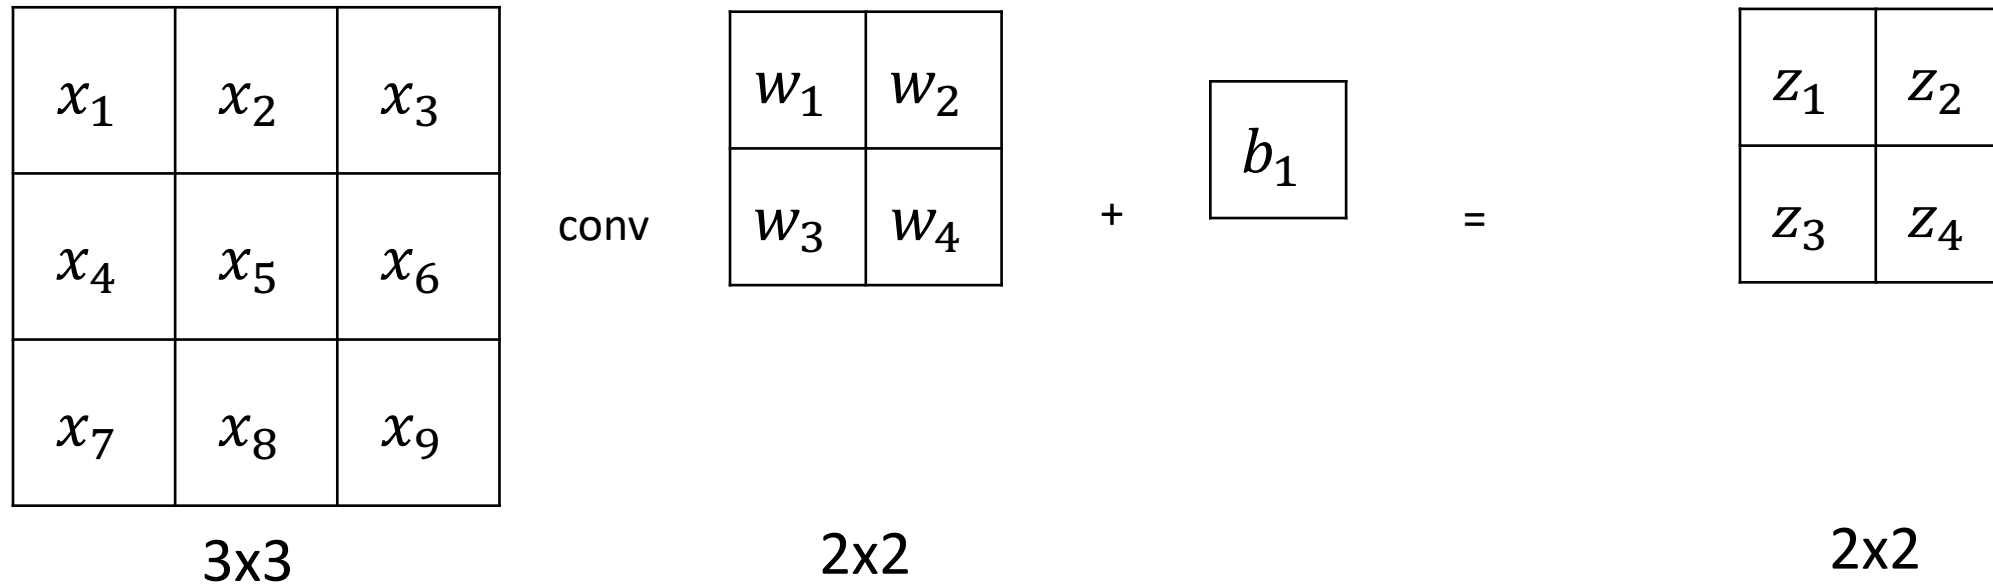 x₁ x₂ x₃ w₁ w₂ z₁ z₂
b₁
x₄ x₅ x₆ conv w₃ w₄ + = z₃ z₄
x₇ x₈ x₉
3x3 2x2 2x2